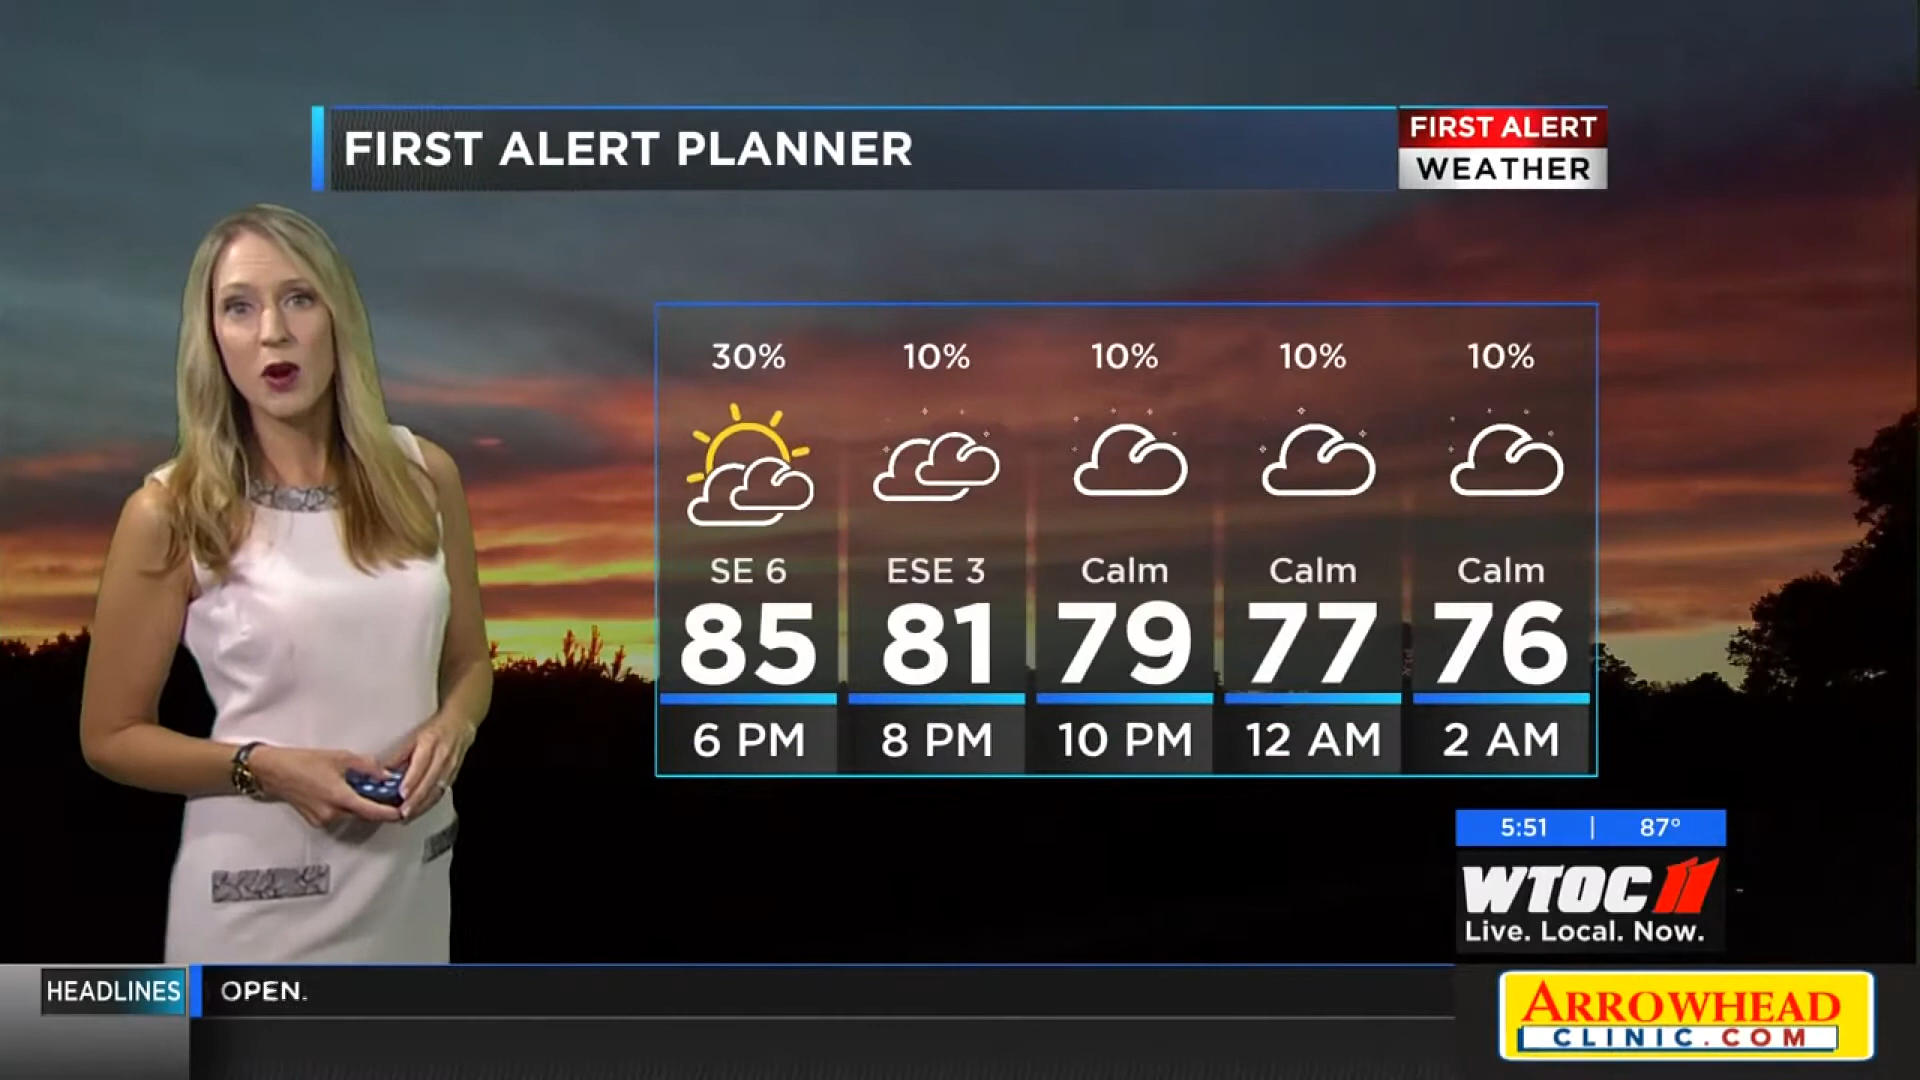 FIRST ALERT PLANNER
FIRST ALERT
WEATHER
30% 10% 10% 10% 10%
SE 6 ESE 3 Calm Calm Calm
85 81 79 77 76
6 PM 8 PM 10 PM 12 AM 2 AM
5:51 | 87°
WTOC 11
Live. Local. Now.
HEADLINES OPEN.
ARROWHEAD
CLINIC.COM